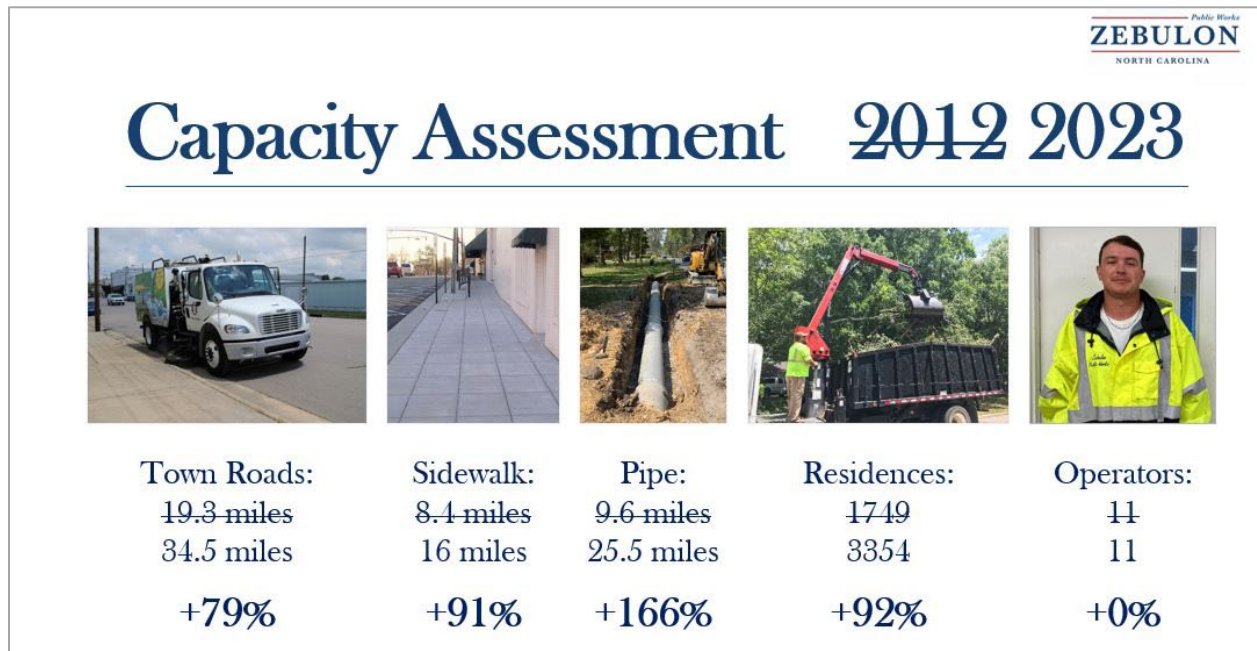 Public Works
ZEBULON
NORTH CAROLINA
Capacity Assessment 2012 2023
Town Roads:
19.3 miles
34.5 miles
+79%
Sidewalk:
8.4 miles
16 miles
+91%
Pipe:
9.6 miles
25.5 miles
+166%
Residences:
1749
3354
+92%
Operators:
11
11
+0%